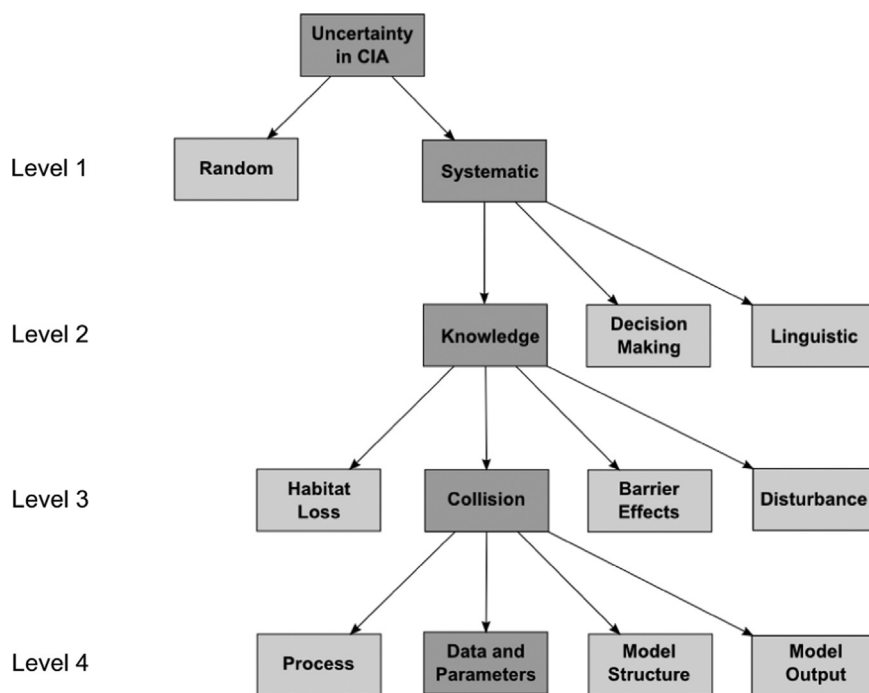 Uncertainty
in CIA
Level 1
Random
Systematic
Level 2
Knowledge
Decision
Making
Linguistic
Level 3
Habitat
Loss
Collision
Barrier
Effects
Disturbance
Level 4
Process
Data and
Parameters
Model
Structure
Model
Output